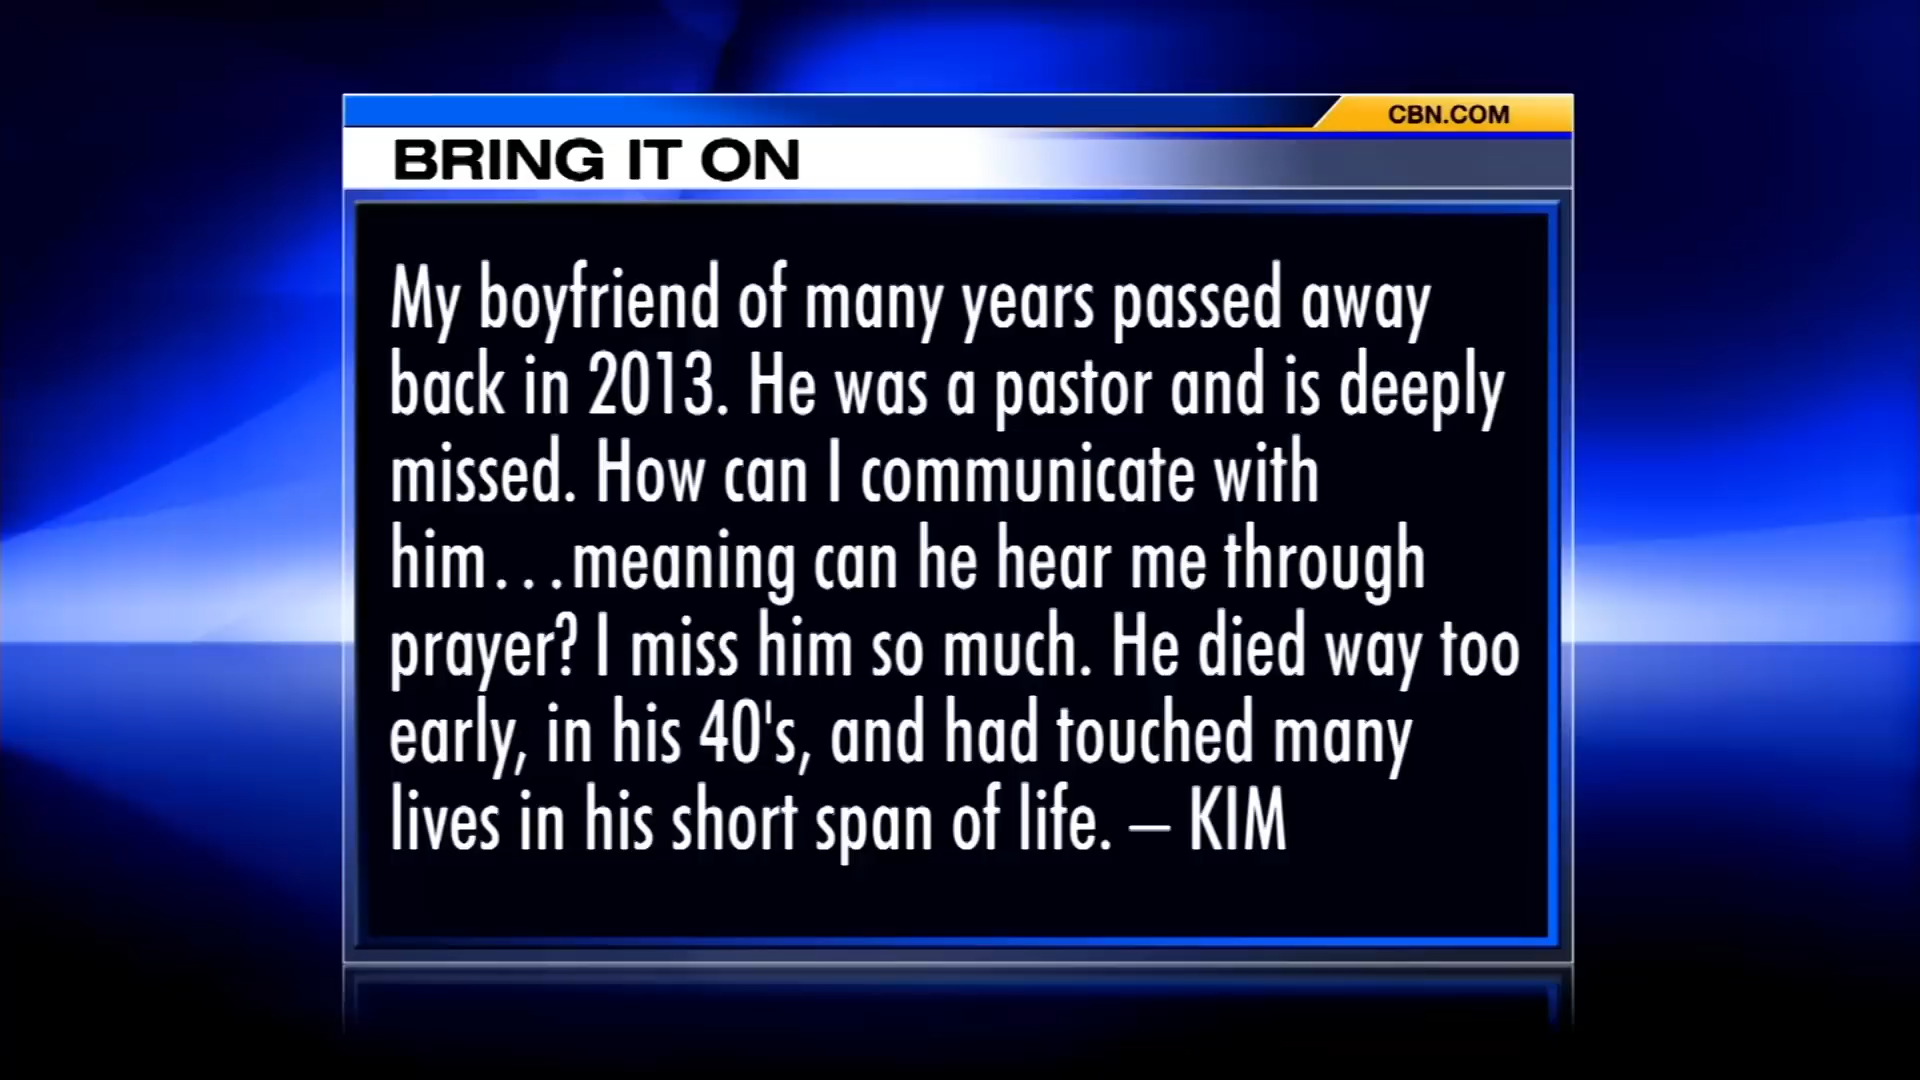 CBN.COM
BRING IT ON
My boyfriend of many years passed away
back in 2013. He was a pastor and is deeply
missed. How can I communicate with
him...meaning can he hear me through
prayer? I miss him so much. He died way too
early, in his 40's, and had touched many
lives in his short span of life. – KIM